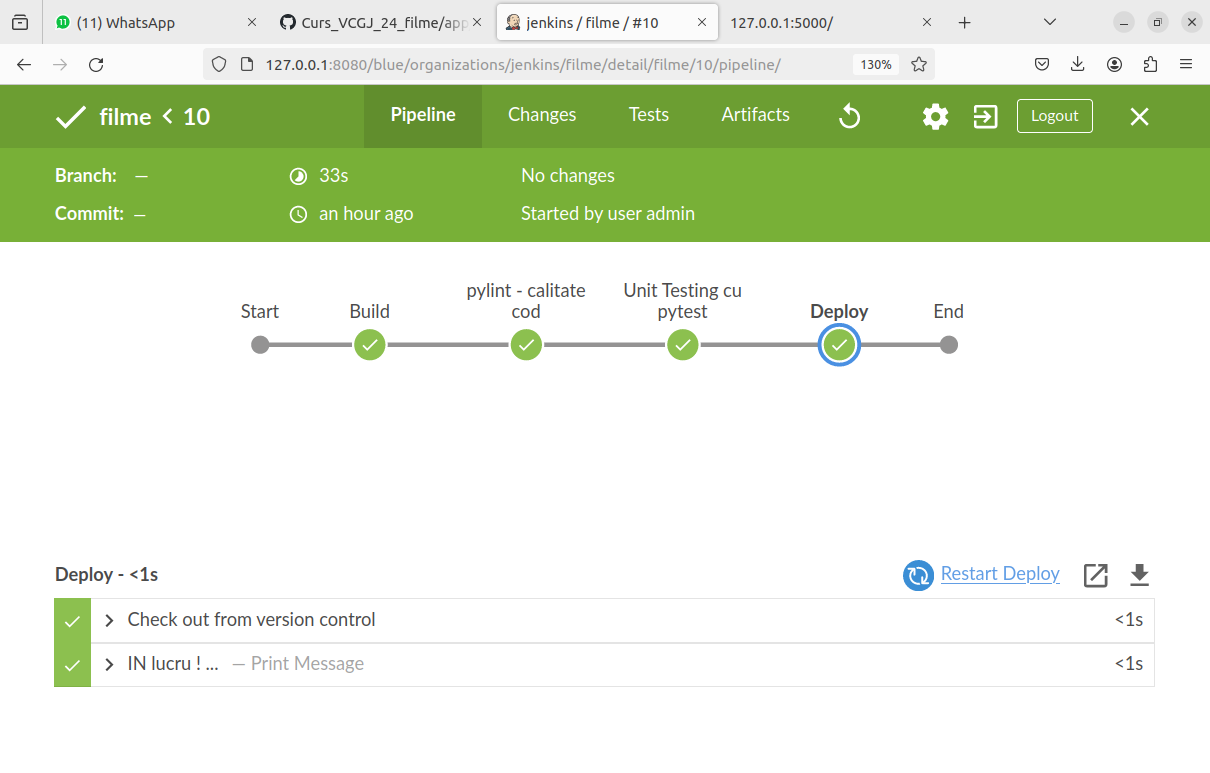 (11) WhatsApp
Curs_VCGJ_24_filme/app
jenkins / filme / #10
127.0.0.1:5000/
127.0.0.1:8080/blue/organizations/jenkins/filme/detail/filme/10/pipeline/
130%
filme < 10
Pipeline
Changes
Tests
Artifacts
Logout
Branch: —
33s
No changes
Commit: —
an hour ago
Started by user admin
Start
Build
pylint - calitate
cod
Unit Testing cu
pytest
Deploy
End
Deploy - <1s
Restart Deploy
Check out from version control
<1s
IN lucru ! ... — Print Message
<1s